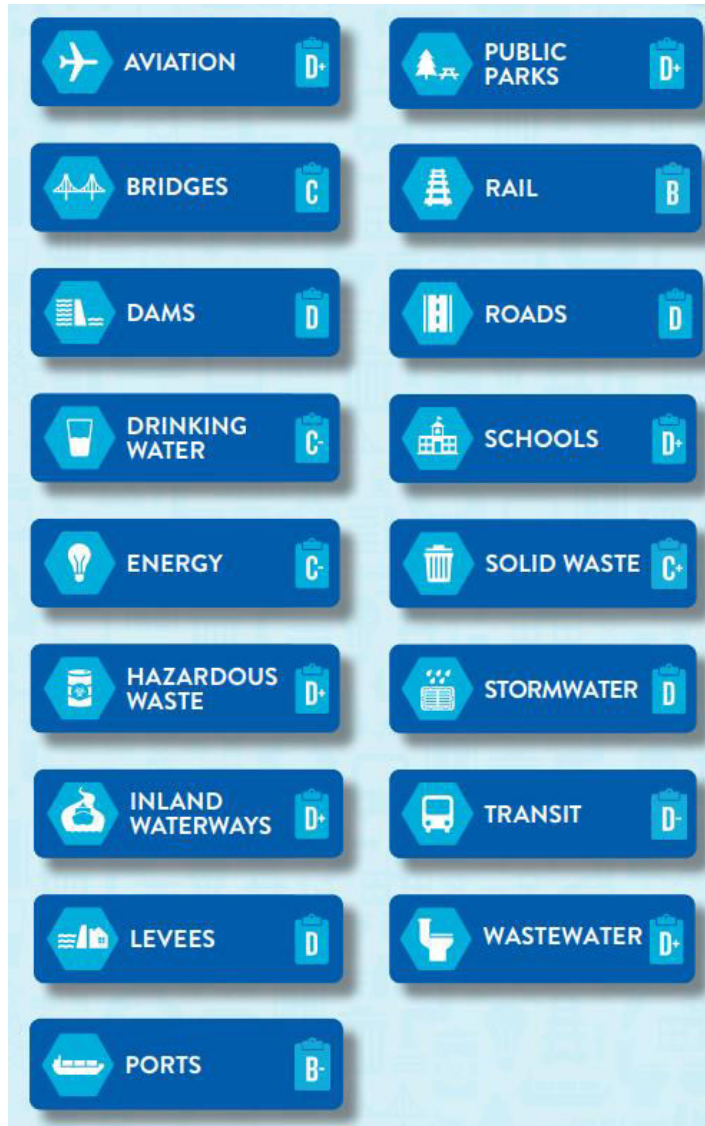 AVIATION D+
BRIDGES C
DAMS D
DRINKING
WATER C-
ENERGY C-
HAZARDOUS
WASTE D+
INLAND
WATERWAYS D+
LEVEES D
PORTS B-
PUBLIC
PARKS D+
RAIL B
ROADS D
SCHOOLS D+
SOLID WASTE C+
STORMWATER D
TRANSIT D-
WASTEWATER D+